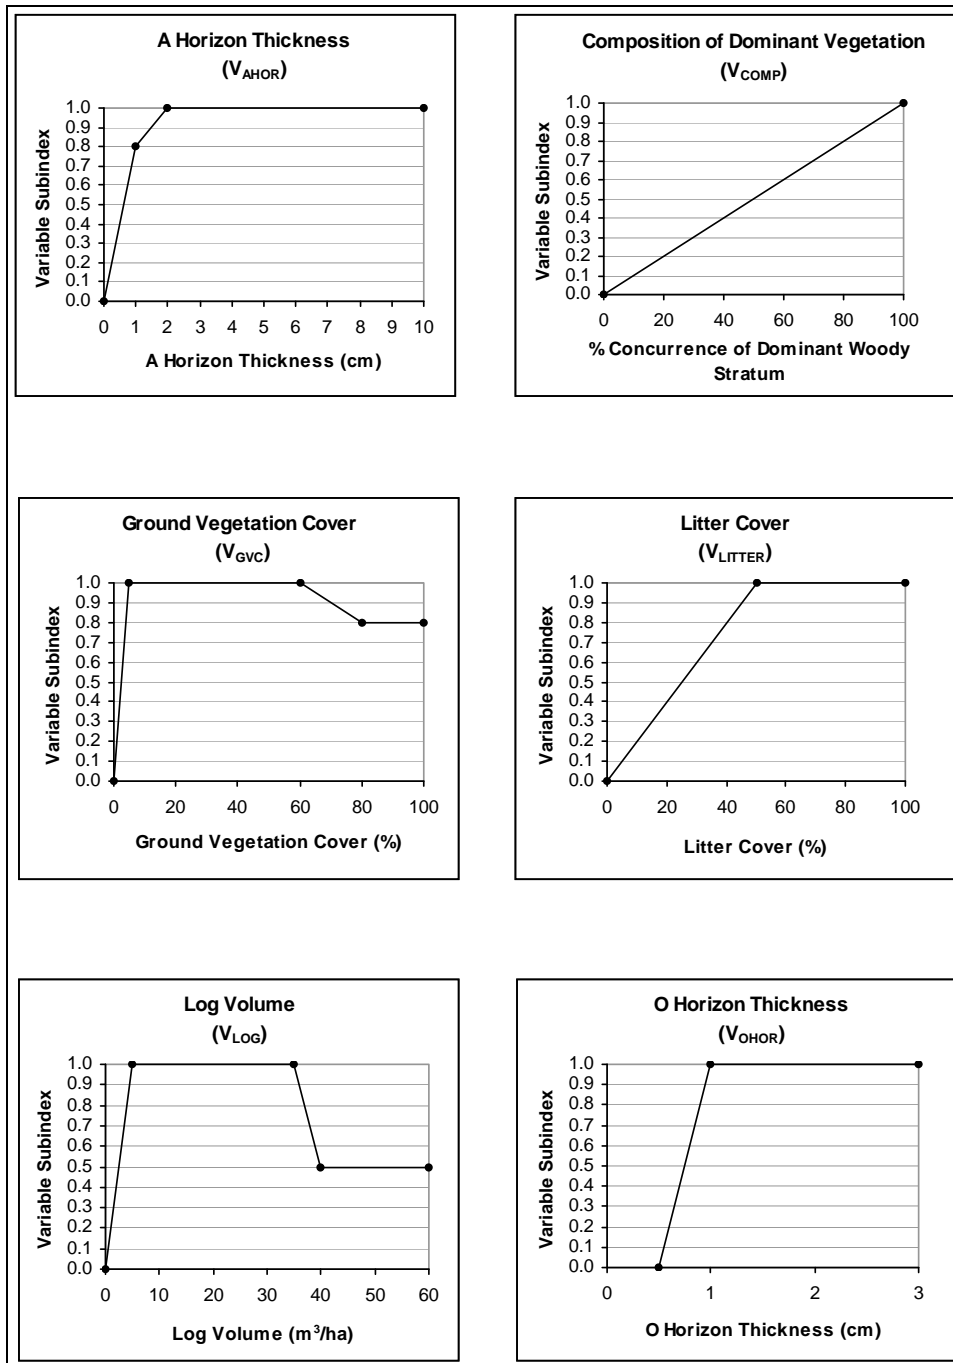 A Horizon Thickness
(VAHOR)
Variable Subindex
1.0
0.9
0.8
0.7
0.6
0.5
0.4
0.3
0.2
0.1
0.0
0 1 2 3 4 5 6 7 8 9 10
A Horizon Thickness (cm)
Composition of Dominant Vegetation
(VCOMP)
Variable Subindex
1.0
0.9
0.8
0.7
0.6
0.5
0.4
0.3
0.2
0.1
0.0
0 20 40 60 80 100
% Concurrence of Dominant Woody
Stratum
Ground Vegetation Cover
(VGVC)
Variable Subindex
1.0
0.9
0.8
0.7
0.6
0.5
0.4
0.3
0.2
0.1
0.0
0 20 40 60 80 100
Ground Vegetation Cover (%)
Litter Cover
(VLITTER)
Variable Subindex
1.0
0.9
0.8
0.7
0.6
0.5
0.4
0.3
0.2
0.1
0.0
0 20 40 60 80 100
Litter Cover (%)
Log Volume
(VLOG)
Variable Subindex
1.0
0.9
0.8
0.7
0.6
0.5
0.4
0.3
0.2
0.1
0.0
0 10 20 30 40 50 60
Log Volume (m³/ha)
O Horizon Thickness
(VOHOR)
Variable Subindex
1.0
0.9
0.8
0.7
0.6
0.5
0.4
0.3
0.2
0.1
0.0
0 1 2 3
O Horizon Thickness (cm)